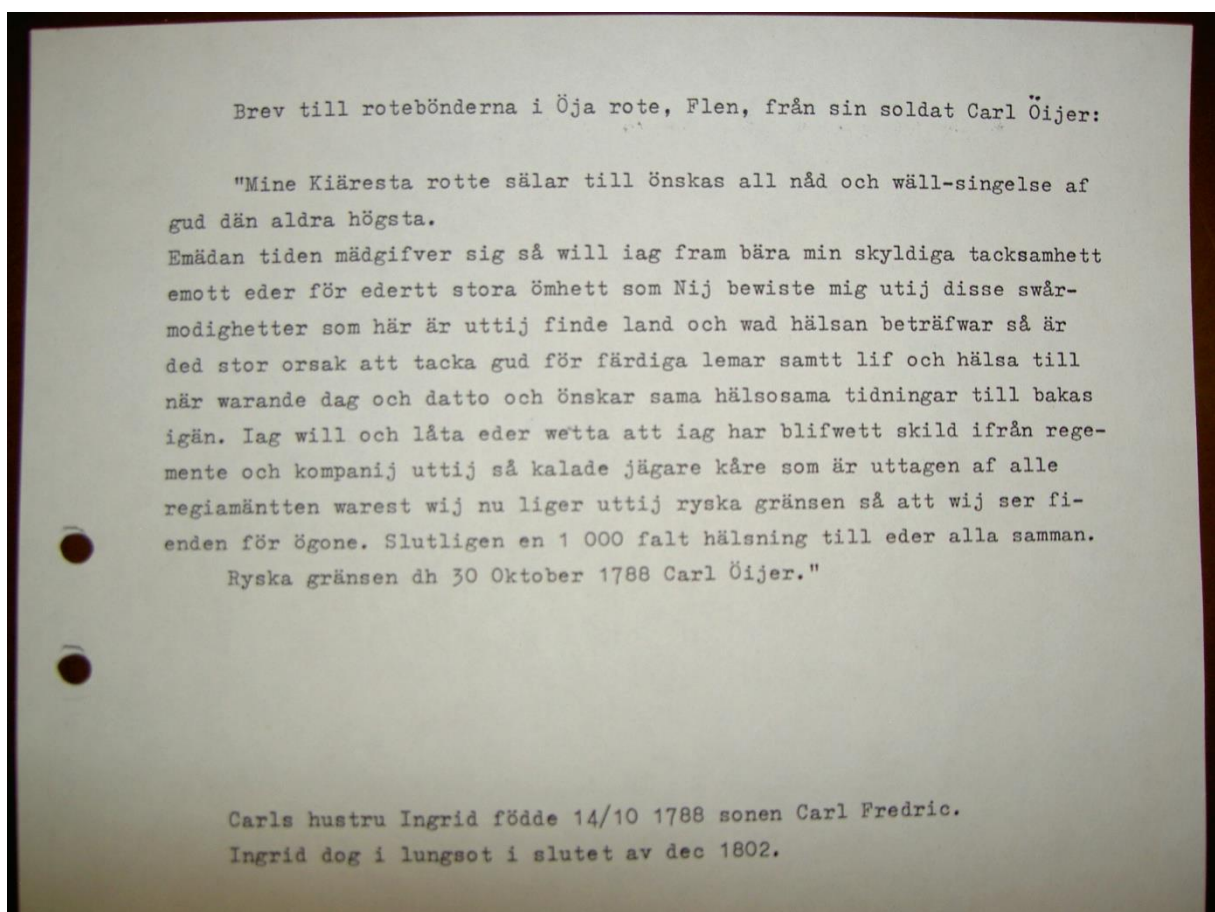 Brev till rotebönderna i Öja rote, Flen, från sin soldat Carl Öijer:
"Mine Kiäresta rotte sälar till önskas all nåd och wäll-singelse af
gud dän aldra högsta.
Emädan tiden mädgifver sig så will iag fram bära min skyldiga tacksamhett
emott eder för edertt stora ömhett som Nij bewiste mig utij disse swår-
modighetter som här är uttij finde land och wad hälsan beträfwar så är
ded stor orsak att tacka gud för färdiga lemar samtt lif och hälsa till
när warande dag och datto och önskar sama hälsosama tidningar till bakas
igän. Iag will och låta eder wetta att iag har blifwett skild ifrån rege-
mente och kompanij uttij så kalade jägare kåre som är uttagen af alle
regiamäntten warest wij nu liger uttij ryska gränsen så att wij ser fi-
enden för ögone. Slutligen en 1 000 falt hälsning till eder alla samman.
Ryska gränsen dh 30 Oktober 1788 Carl Öijer."
Carls hustru Ingrid födde 14/10 1788 sonen Carl Fredric.
Ingrid dog i lungsot i slutet av dec 1802.